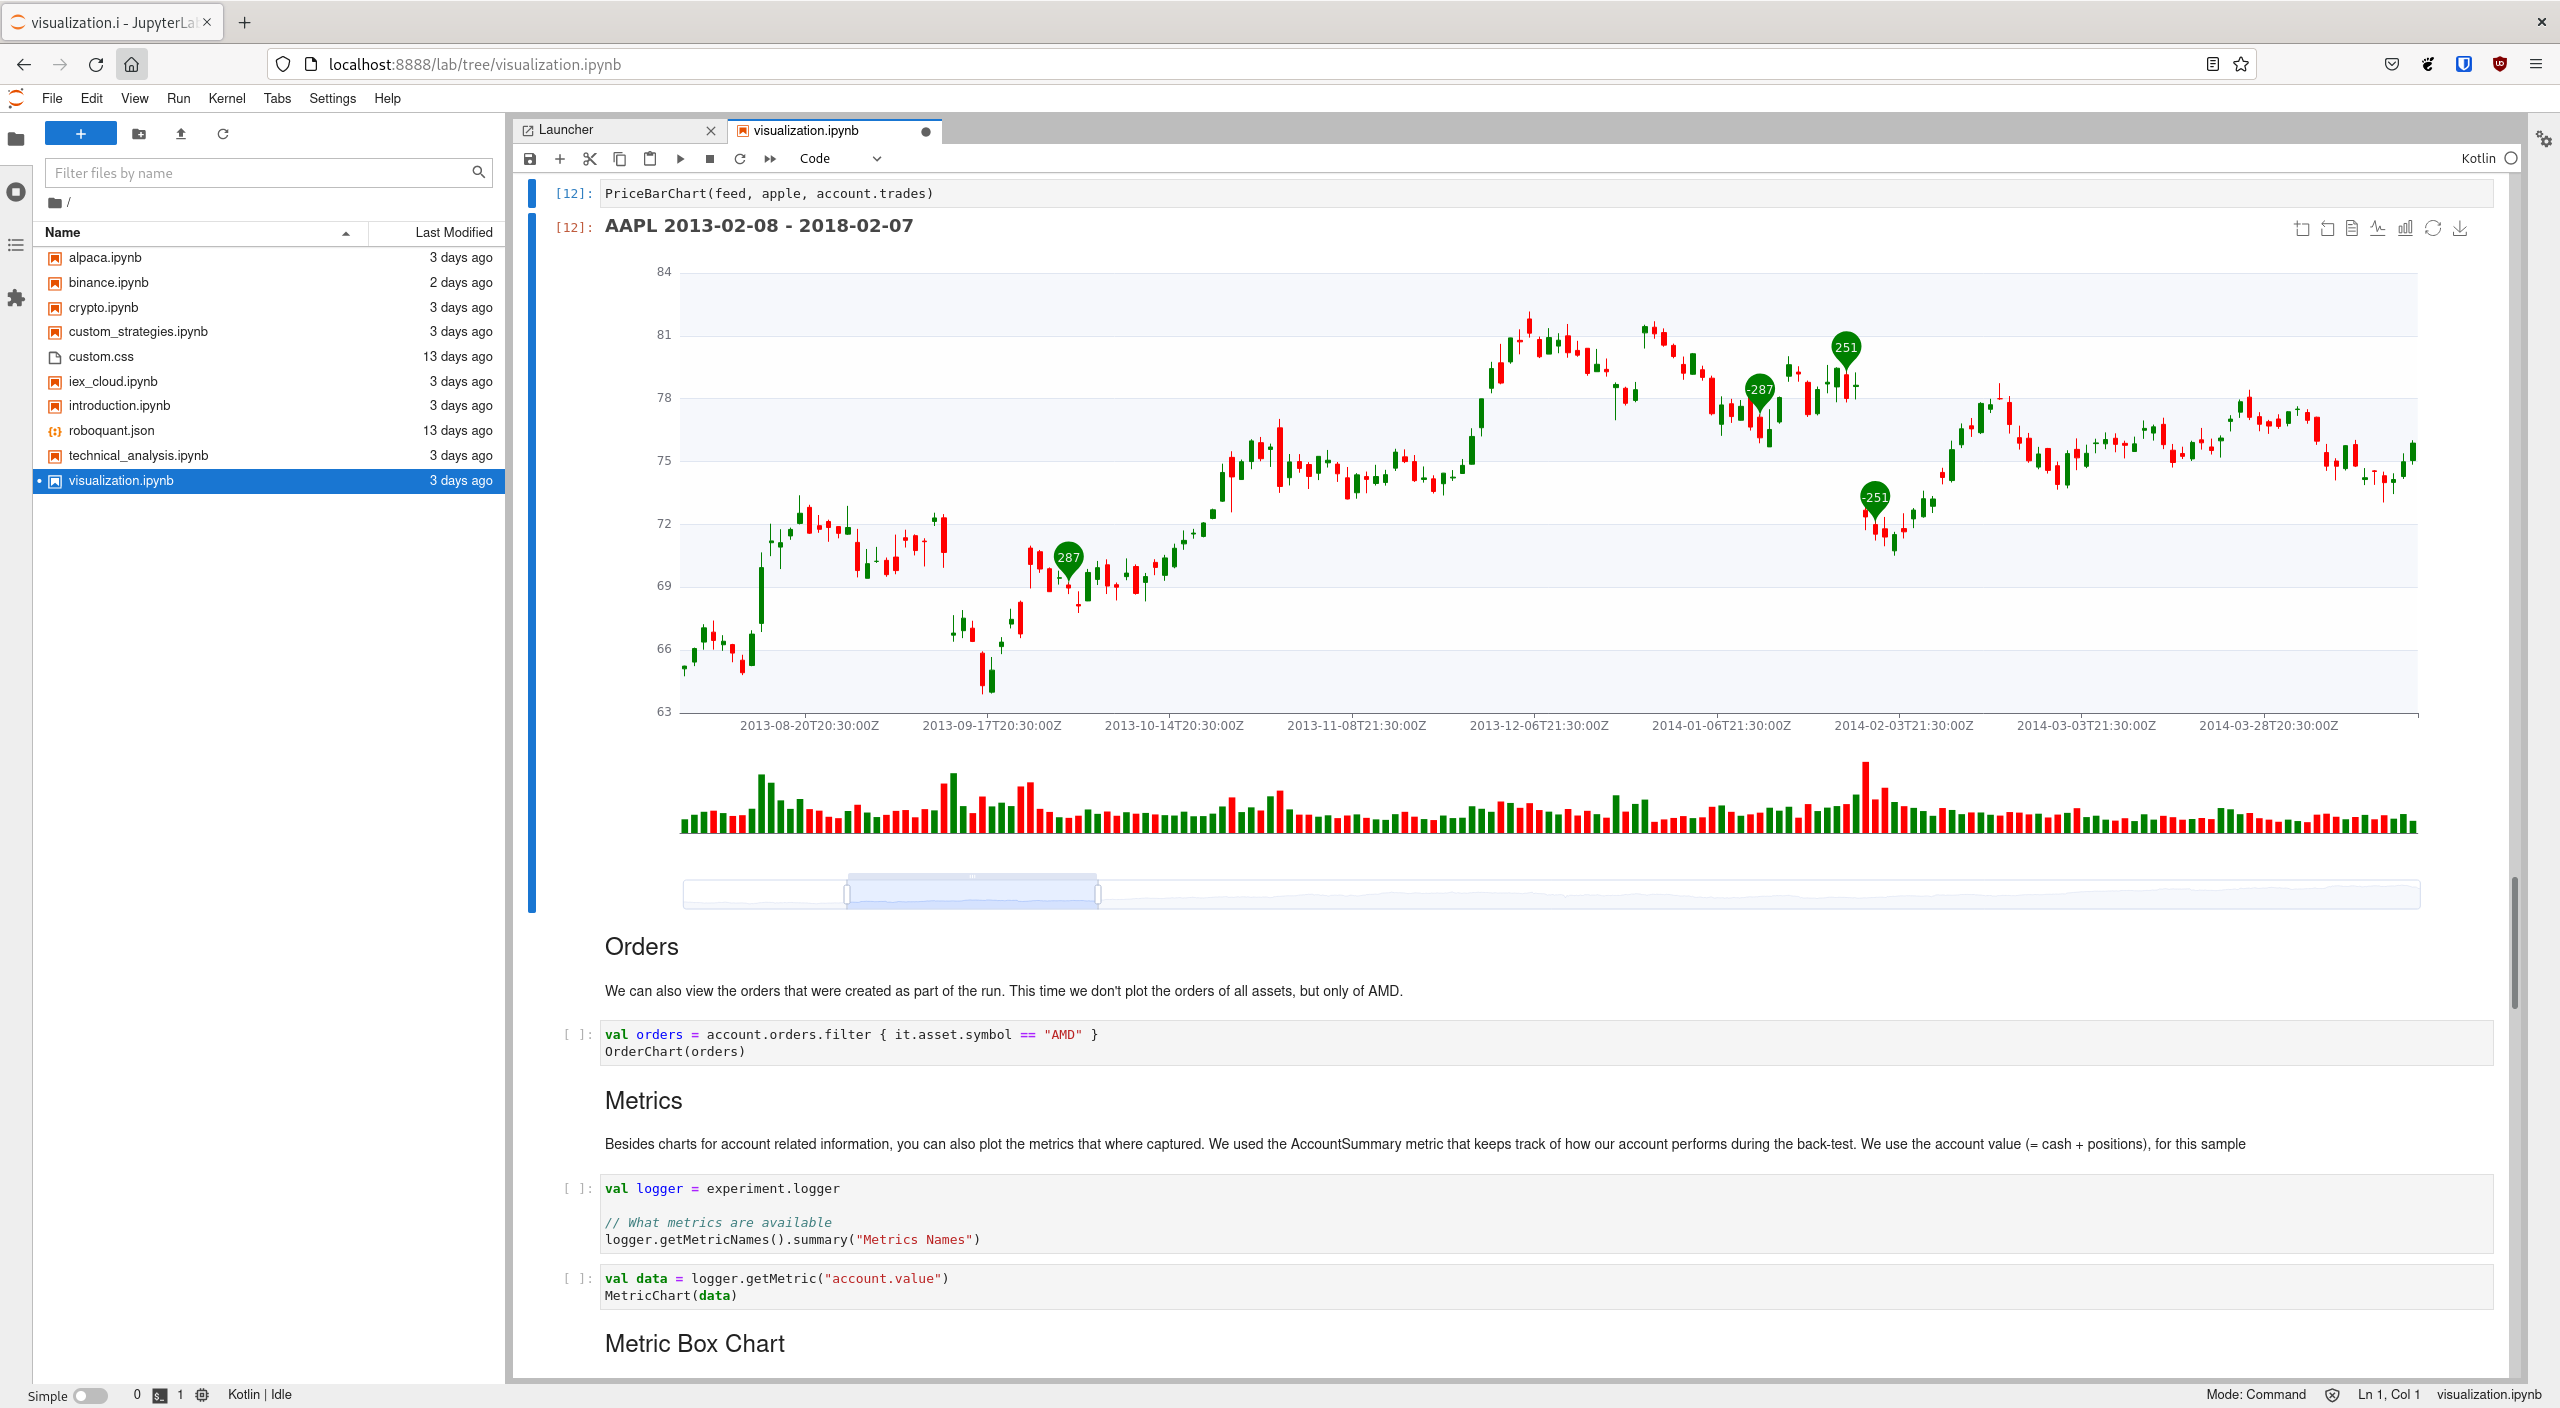 visualization.i - JupyterLa
localhost:8888/lab/tree/visualization.ipynb
File Edit View Run Kernel Tabs Settings Help
Filter files by name
/
Name Last Modified
alpaca.ipynb 3 days ago
binance.ipynb 2 days ago
crypto.ipynb 3 days ago
custom_strategies.ipynb 3 days ago
custom.css 13 days ago
iex_cloud.ipynb 3 days ago
introduction.ipynb 3 days ago
roboquant.json 13 days ago
technical_analysis.ipynb 3 days ago
visualization.ipynb 3 days ago
Launcher
visualization.ipynb
Code
Kotlin
[12]: PriceBarChart(feed, apple, account.trades)
[12]: AAPL 2013-02-08 - 2018-02-07
84
81
78
75
72
69
66
63
287
-287
251
-251
2013-08-20T20:30:00Z 2013-09-17T20:30:00Z 2013-10-14T20:30:00Z 2013-11-08T21:30:00Z 2013-12-06T21:30:00Z 2014-01-06T21:30:00Z 2014-02-03T21:30:00Z 2014-03-03T21:30:00Z 2014-03-28T20:30:00Z
Orders
We can also view the orders that were created as part of the run. This time we don't plot the orders of all assets, but only of AMD.
[ ]: val orders = account.orders.filter { it.asset.symbol == "AMD" }
OrderChart(orders)
Metrics
Besides charts for account related information, you can also plot the metrics that where captured. We used the AccountSummary metric that keeps track of how our account performs during the back-test. We use the account value (= cash + positions), for this sample
[ ]: val logger = experiment.logger
// What metrics are available
logger.getMetricNames().summary("Metrics Names")
[ ]: val data = logger.getMetric("account.value")
MetricChart(data)
Metric Box Chart
Simple 0 1 Kotlin | Idle Mode: Command Ln 1, Col 1 visualization.ipynb